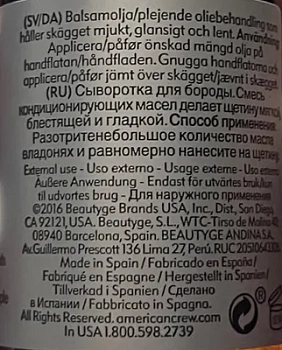 (SV/DA) Balsamolja/plejende oliebehandling som
håller skägget mjukt, glansigt och lent. Användning
Applicera/påfør önskad mängd olja på
handflatan/håndfladen. Gnugga handflatorna och
applicera/påfør jämt över skägget/jævnt i skægget.
(RU) Сыворотка для бороды. Смесь
кондиционирующих масел делает щетину мягкой,
блестящей и гладкой. Способ применения:
Разотритенебольшое количество масла
владонях и равномерно нанесите на щетину.
External use - Uso externo - Usage externe - Uso esterno
Äußere Anwendung - Endast för utvärtes bruk/kun
til udvortes brug - Для наружного применения
©2016 Beautyge Brands USA, Inc., Dist., San Diego,
CA 92121, USA. Beautyge, S.L., WTC-Tirso de Molina 40,
08940 Barcelona, Spain. BEAUTYGE ANDINA S.A.
Av.Guillermo Prescott 136 Lima 27, Perú. RUC
Made in Spain / Fabricado en España/
Fabriqué en Espagne / Hergestellt in Spanien/
Tillverkad i Spanien / Сделано
в Испании / Fabbricato in Spagna.
All Rights Reserved. americancrew.com
In USA 1.800.598.2739